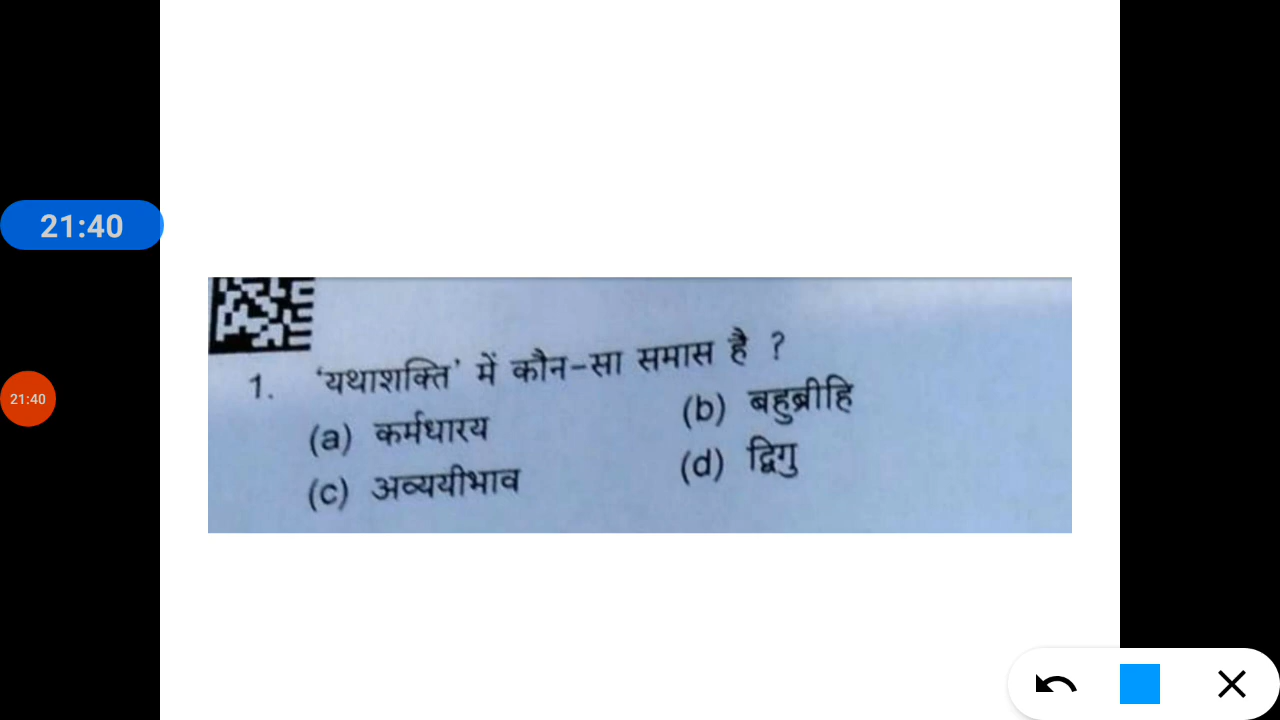 21:40
21:40
1. 'यथाशक्ति' में कौन-सा समास है ?
(a) कर्मधारय (b) बहुब्रीहि
(c) अव्ययीभाव (d) द्विगु